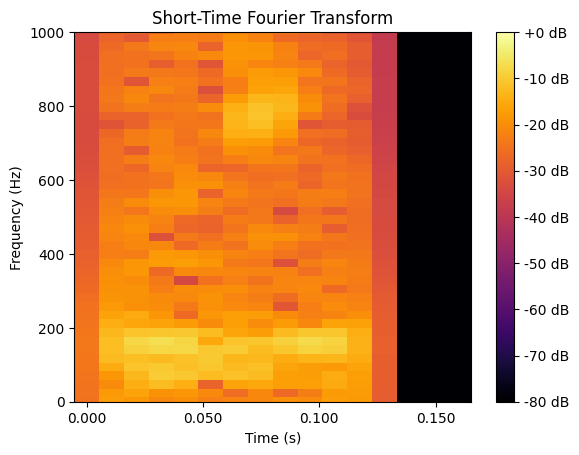 Short-Time Fourier Transform
1000
800
600
400
200
0
Frequency (Hz)
0.000
0.050
0.100
0.150
Time (s)
+0 dB
-10 dB
-20 dB
-30 dB
-40 dB
-50 dB
-60 dB
-70 dB
-80 dB